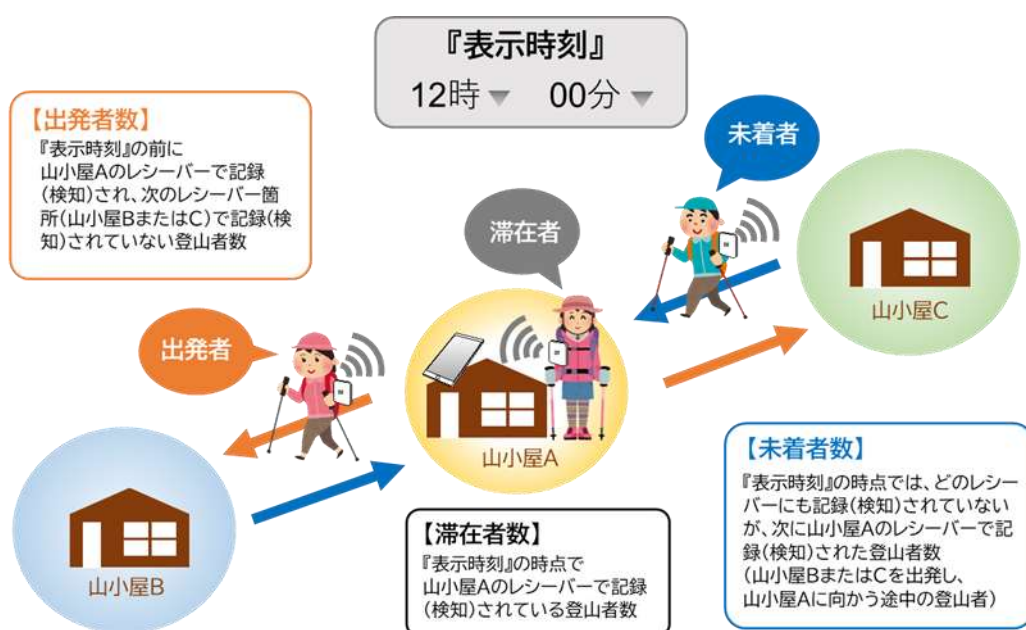 『表示時刻』
12時 00分
【出発者数】
『表示時刻』の前に
山小屋Aのレシーバーで記録
(検知)され、次のレシーバー箇
所(山小屋BまたはC)で記録(検
知)されていない登山者数
未着者
滞在者
山小屋C
出発者
山小屋A
山小屋B
【滞在者数】
『表示時刻』の時点で
山小屋Aのレシーバーで記録
(検知)されている登山者数
【未着者数】
『表示時刻』の時点では、どのレシー
バーにも記録(検知)されていない
が、次に山小屋Aのレシーバーで記
録(検知)された登山者数
(山小屋BまたはCを出発し、
山小屋Aに向かう途中の登山者)